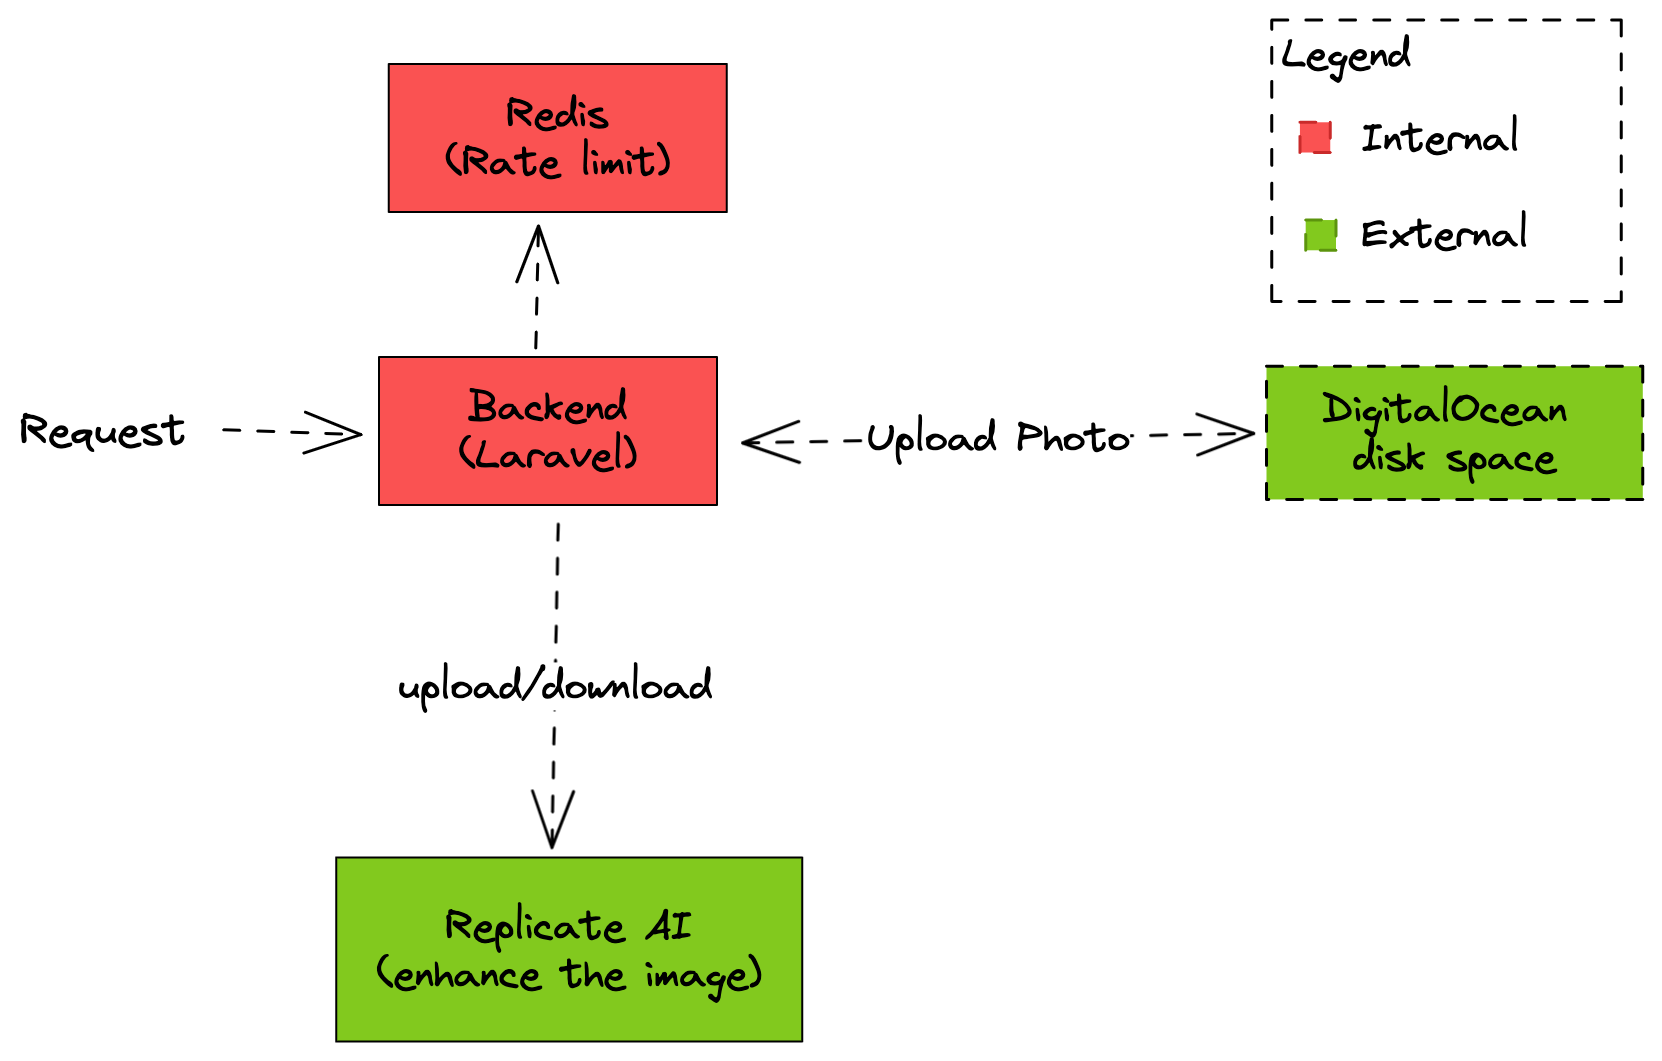 Legend
Internal
External
Redis
(Rate limit)
Request
Backend
(Laravel)
Upload Photo
DigitalOcean
disk space
upload/download
Replicate AI
(enhance the image)